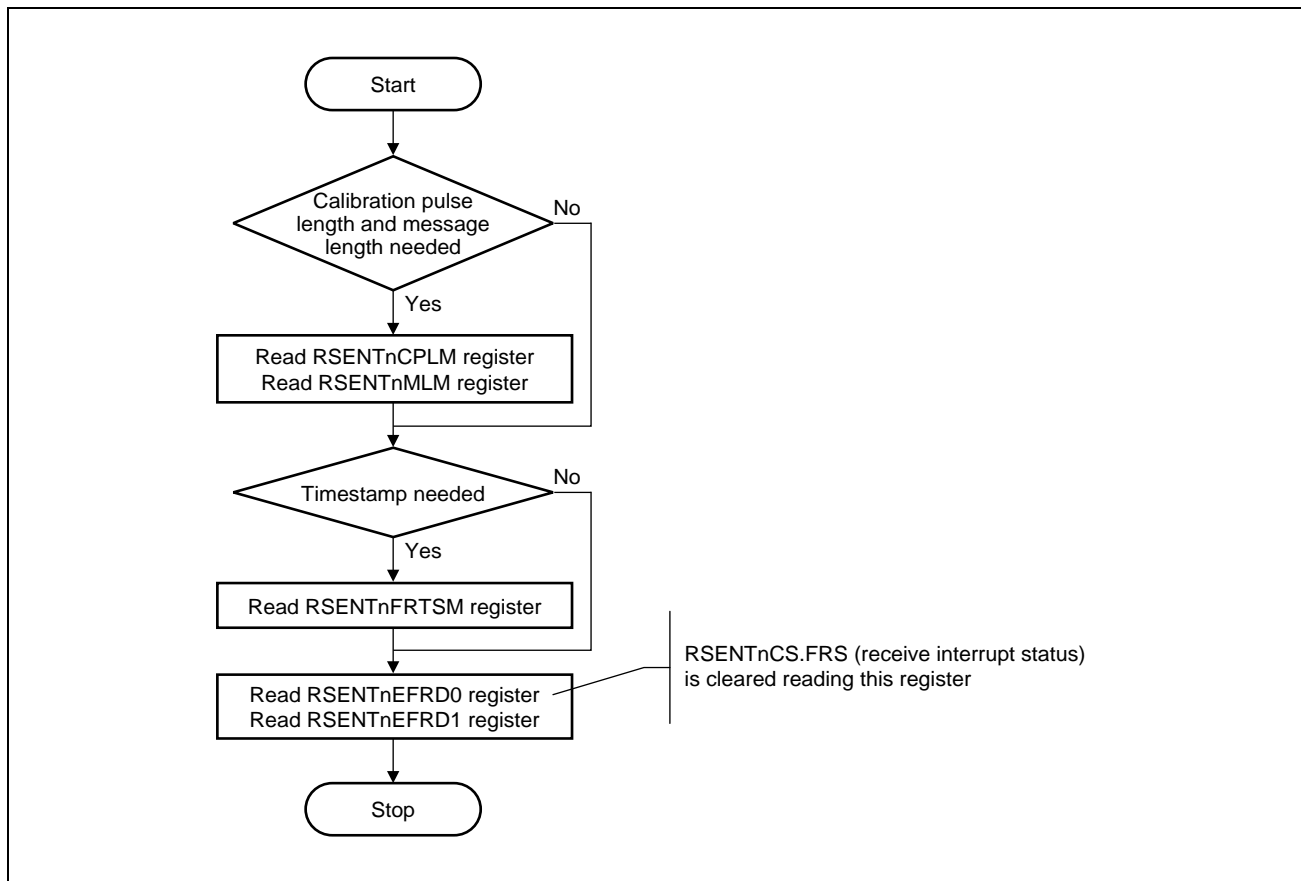 Start
Calibration pulse
length and message
length needed
No
Yes
Read RSENTnCPLM register
Read RSENTnMLM register
Timestamp needed
No
Yes
Read RSENTnFRTSM register
RSENTnCS.FRS (receive interrupt status)
is cleared reading this register
Read RSENTnEFRD0 register
Read RSENTnEFRD1 register
Stop